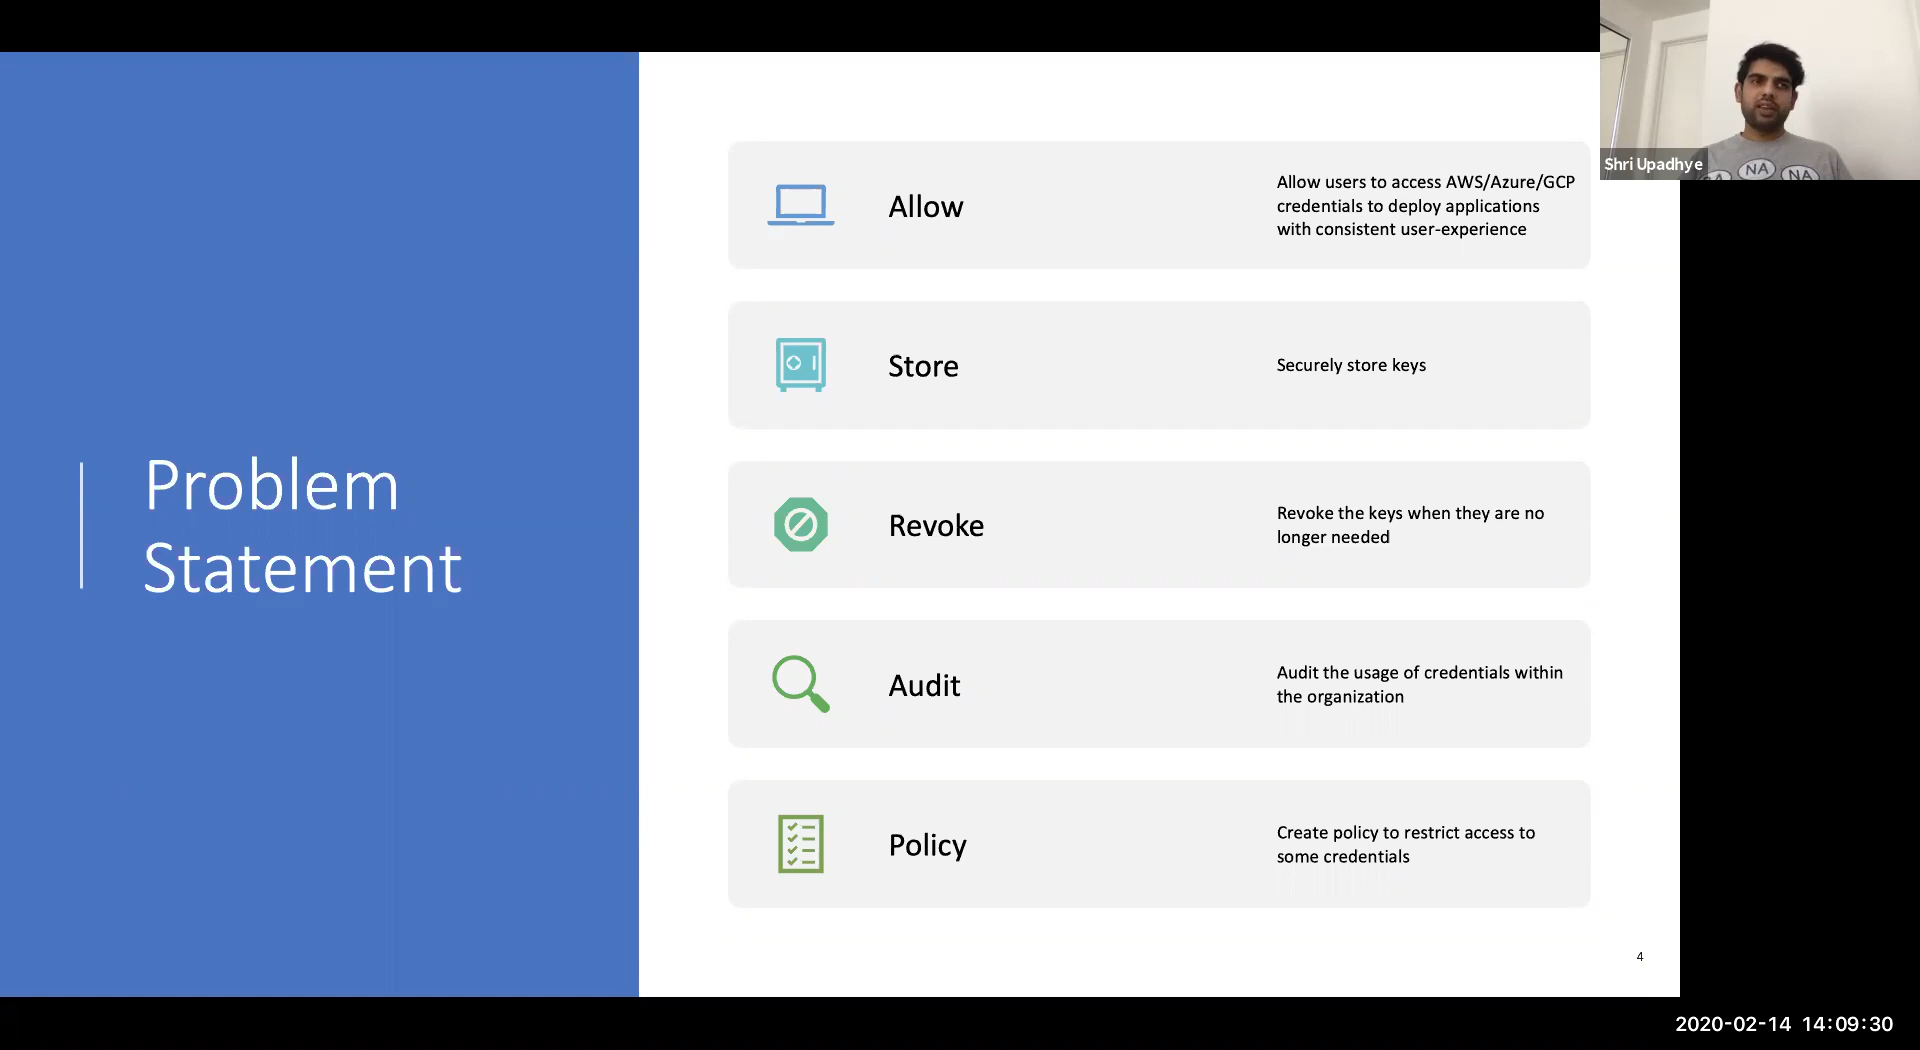 Problem
Statement
Allow
Allow users to access AWS/Azure/GCP
credentials to deploy applications
with consistent user-experience
Store
Securely store keys
Revoke
Revoke the keys when they are no
longer needed
Audit
Audit the usage of credentials within
the organization
Policy
Create policy to restrict access to
some credentials
4
Shri Upadhye
NA
NA
2020-02-14 14:09:30